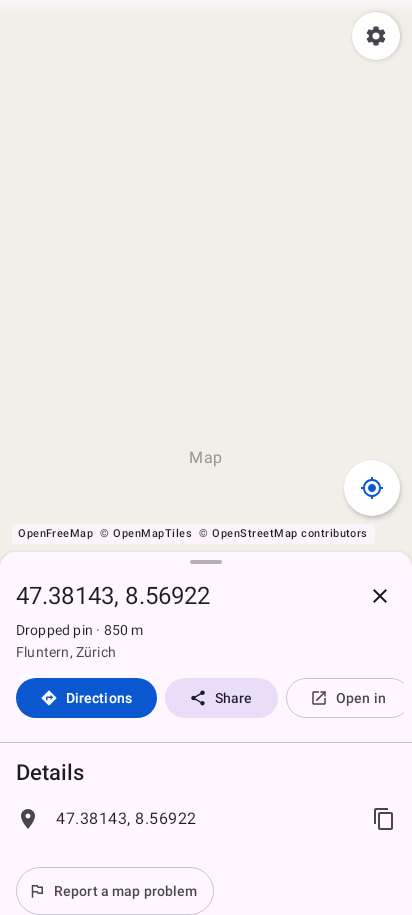 Map
OpenFreeMap © OpenMapTiles © OpenStreetMap contributors
47.38143, 8.56922
Dropped pin · 850 m
Fluntern, Zürich
Directions Share Open in
Details
47.38143, 8.56922
Report a map problem